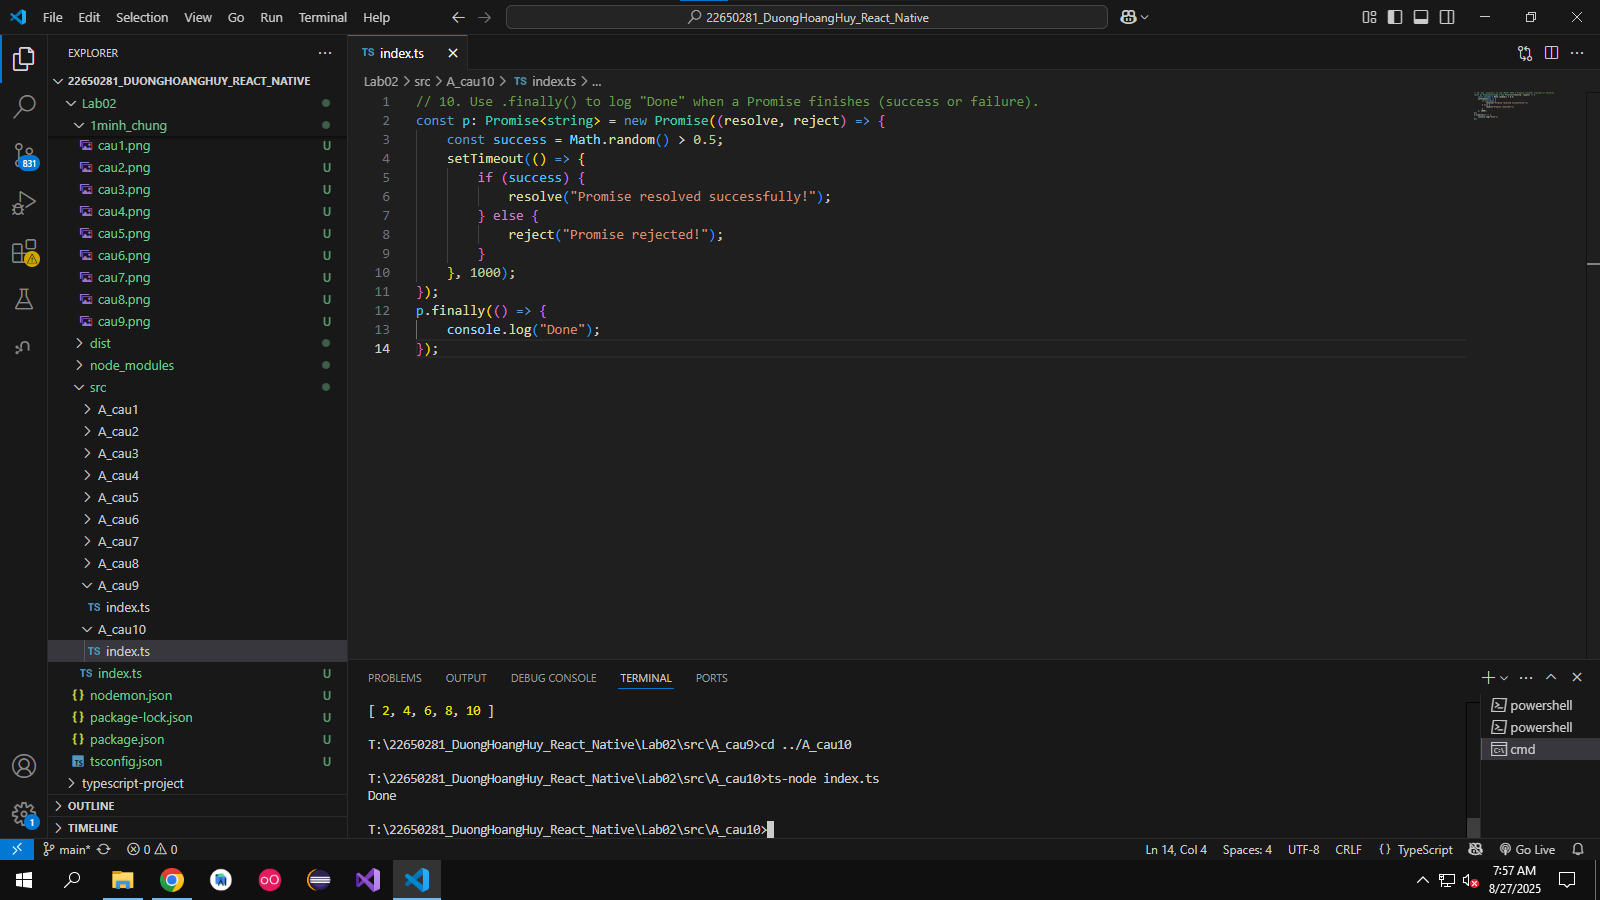 File Edit Selection View Go Run Terminal Help
22650281_DuongHoangHuy_React_Native
EXPLORER
22650281_DUONGHOANGHUY_REACT_NATIVE
Lab02
1minh_chung
cau1.png U
cau2.png U
cau3.png U
cau4.png U
cau5.png U
cau6.png U
cau7.png U
cau8.png U
cau9.png U
dist
node_modules
src
A_cau1
A_cau2
A_cau3
A_cau4
A_cau5
A_cau6
A_cau7
A_cau8
A_cau9
TS index.ts
A_cau10
TS index.ts
TS index.ts U
{} nodemon.json U
{} package-lock.json U
{} package.json U
TS tsconfig.json U
typescript-project
OUTLINE
TIMELINE
831
1
TS index.ts
Lab02 > src > A_cau10 > TS index.ts > ...
1 // 10. Use .finally() to log "Done" when a Promise finishes (success or failure).
2 const p: Promise<string> = new Promise((resolve, reject) => {
3 const success = Math.random() > 0.5;
4 setTimeout(() => {
5 if (success) {
6 resolve("Promise resolved successfully!");
7 } else {
8 reject("Promise rejected!");
9 }
10 }, 1000);
11 });
12 p.finally(() => {
13 console.log("Done");
14 });
PROBLEMS OUTPUT DEBUG CONSOLE TERMINAL PORTS
[ 2, 4, 6, 8, 10 ]
T:\22650281_DuongHoangHuy_React_Native\Lab02\src\A_cau9>cd ../A_cau10
T:\22650281_DuongHoangHuy_React_Native\Lab02\src\A_cau10>ts-node index.ts
Done
T:\22650281_DuongHoangHuy_React_Native\Lab02\src\A_cau10>
powershell
powershell
cmd
main* 0 0
Ln 14, Col 4 Spaces: 4 UTF-8 CRLF {} TypeScript Go Live
7:57 AM
8/27/2025